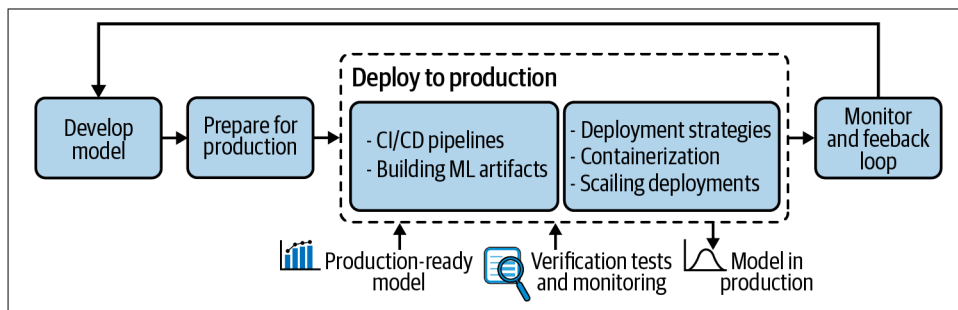 Deploy to production
Develop
model
Prepare for
production
- CI/CD pipelines
- Building ML artifacts
- Deployment strategies
- Containerization
- Scailing deployments
Monitor
and feeback
loop
Production-ready
model
Verification tests
and monitoring
Model in
production